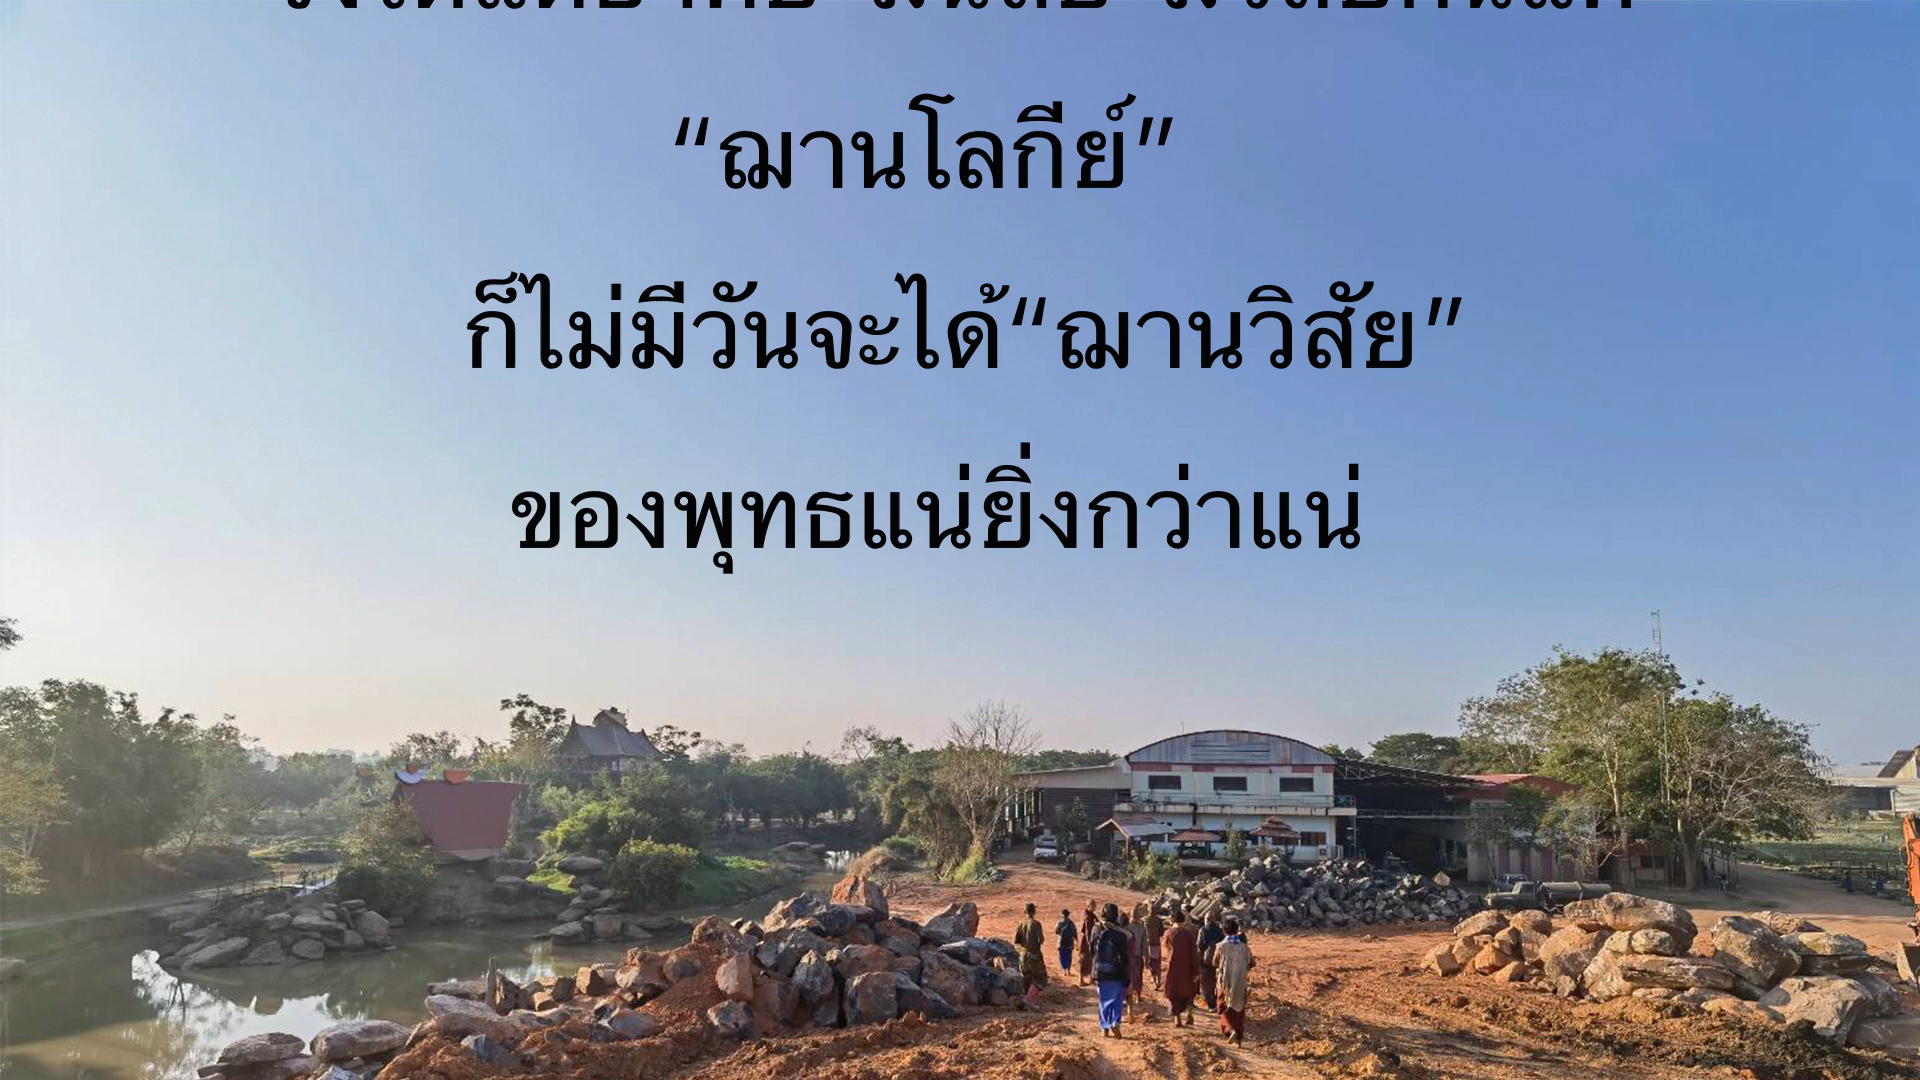 “ฌานโลกีย์”
ก็ไม่มีวันจะได้“ฌานวิสัย”
ของพุทธแน่ยิ่งกว่าแน่